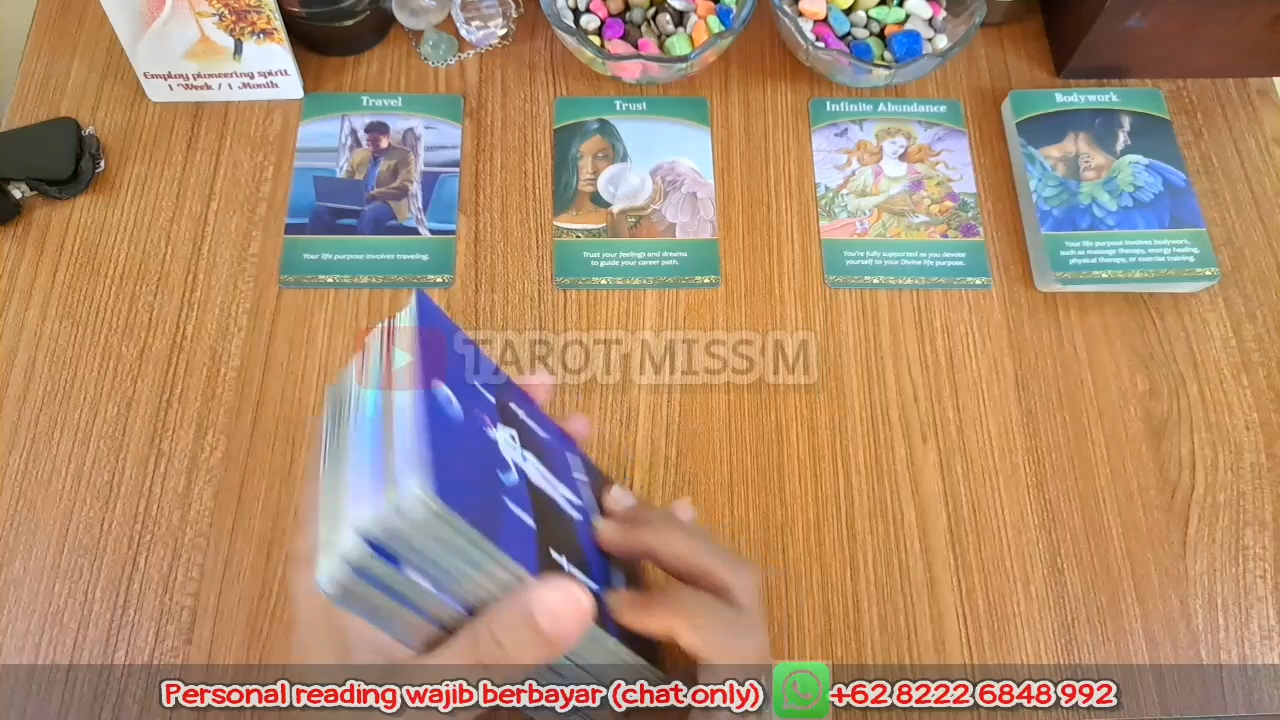 Employ pioneering spirit
1 Week / 1 Month
Travel
Your life purpose involves traveling.
Trust
Trust your feelings and dreams
to guide your career path.
Infinite Abundance
You're fully supported as you devote
yourself to your Divine life purpose.
Bodywork
Your life purpose involves bodywork,
such as massage therapy, energy healing,
physical therapy, or exercise training.
TAROT MISS M
Personal reading wajib berbayar (chat only) +62 8222 6848 992